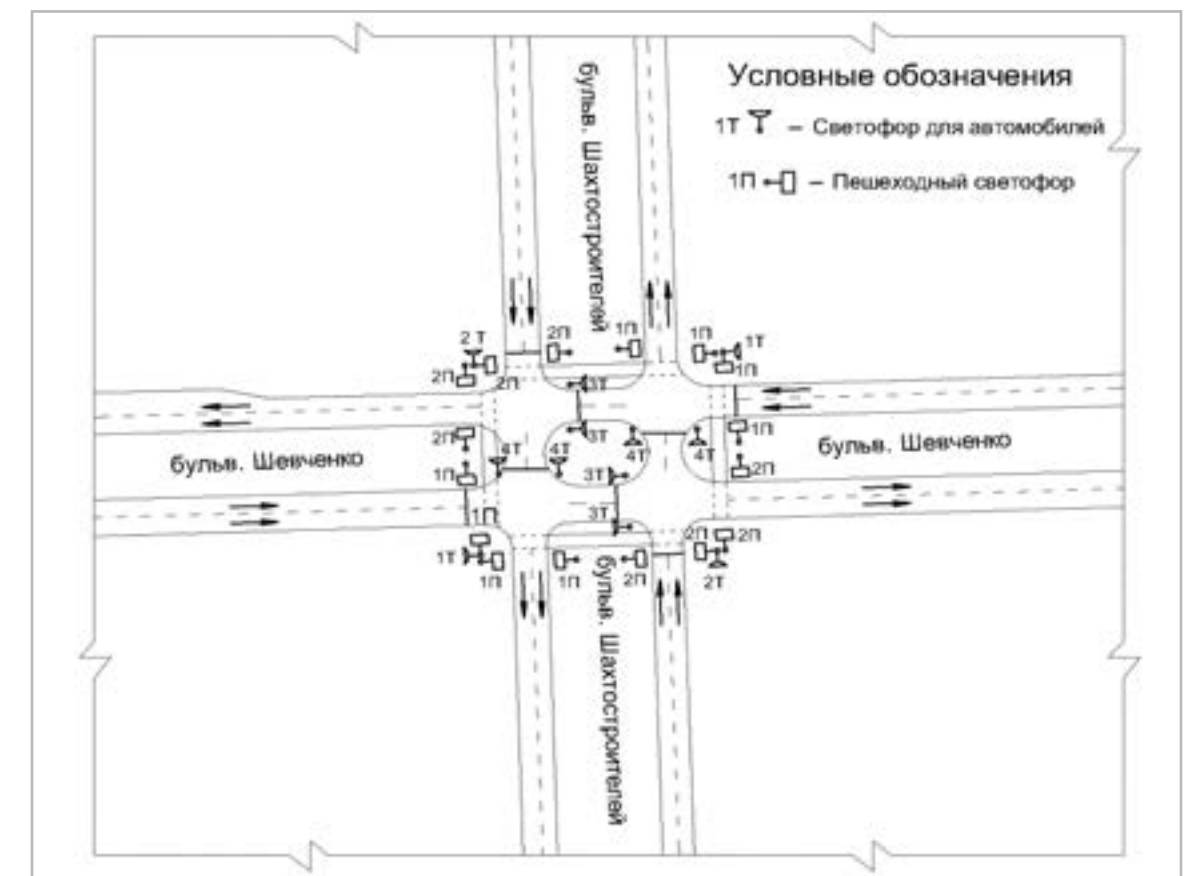 Условные обозначения
1Т – Светофор для автомобилей
1П – Пешеходный светофор
бульв. Шахтостроителей
2 Т
2П
1П
1П
1Т
2П
2П
3Т
1П
2П
3Т
1П
4Т
4Т
4Т
4Т
бульв. Шевченко
бульв. Шевченко
1П
3Т
2П
1П
3Т
2П
2П
1Т
1П
1П
2П
2Т
бульв. Шахтостроителей